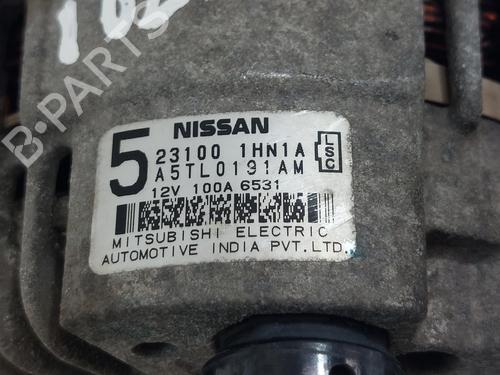 B-PARTS
NISSAN
5
23100 1HN1A
A5TL0191AM
LSC
12V 100A 6531
MITSUBISHI ELECTRIC
AUTOMOTIVE INDIA PVT.LTD.